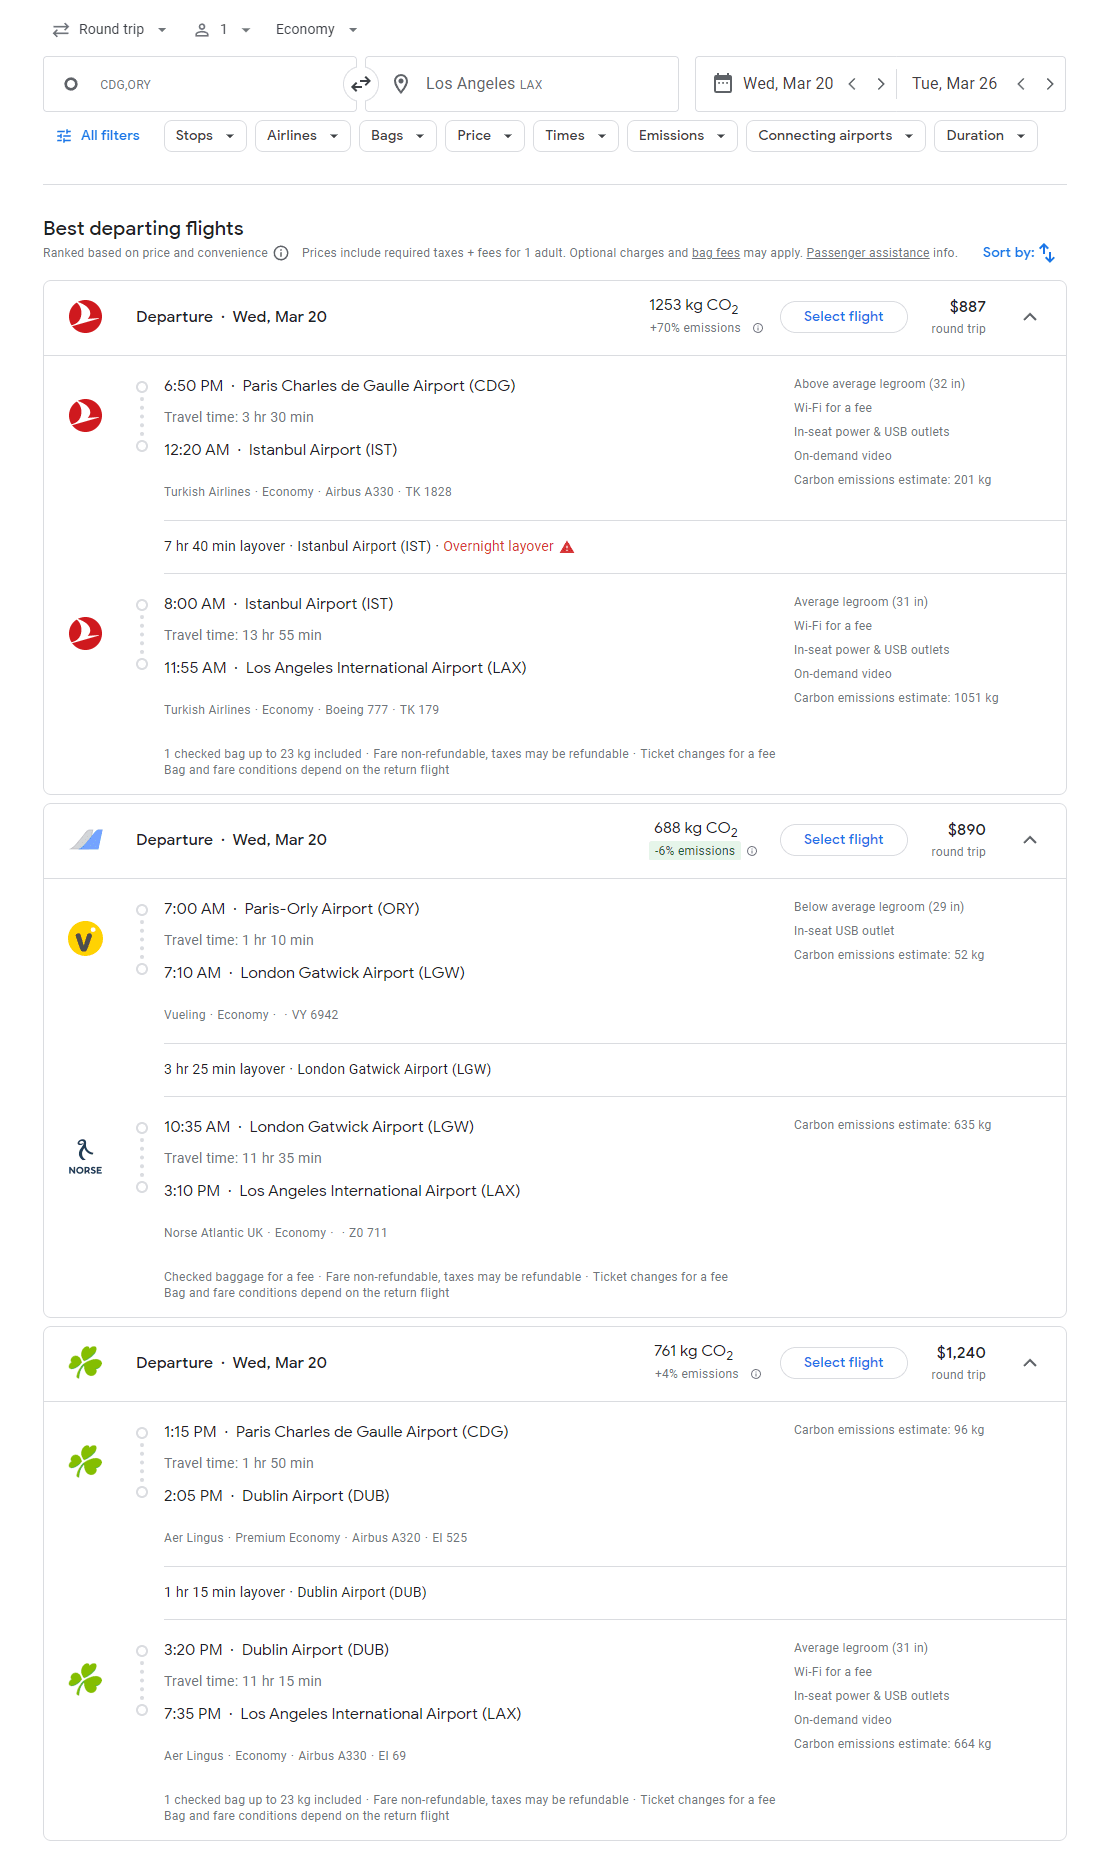 Round trip 1 Economy
CDG,ORY Los Angeles LAX Wed, Mar 20 Tue, Mar 26
All filters Stops Airlines Bags Price Times Emissions Connecting airports Duration
Best departing flights
Ranked based on price and convenience Prices include required taxes + fees for 1 adult. Optional charges and bag fees may apply. Passenger assistance info. Sort by:
Departure · Wed, Mar 20 1253 kg CO2 Select flight $887
+70% emissions round trip
6:50 PM · Paris Charles de Gaulle Airport (CDG) Above average legroom (32 in)
Travel time: 3 hr 30 min Wi-Fi for a fee
In-seat power & USB outlets
12:20 AM · Istanbul Airport (IST) On-demand video
Carbon emissions estimate: 201 kg
Turkish Airlines · Economy · Airbus A330 · TK 1828
7 hr 40 min layover · Istanbul Airport (IST) · Overnight layover
8:00 AM · Istanbul Airport (IST) Average legroom (31 in)
Travel time: 13 hr 55 min Wi-Fi for a fee
In-seat power & USB outlets
11:55 AM · Los Angeles International Airport (LAX) On-demand video
Carbon emissions estimate: 1051 kg
Turkish Airlines · Economy · Boeing 777 · TK 179
1 checked bag up to 23 kg included · Fare non-refundable, taxes may be refundable · Ticket changes for a fee
Bag and fare conditions depend on the return flight
Departure · Wed, Mar 20 688 kg CO2 Select flight $890
-6% emissions round trip
7:00 AM · Paris-Orly Airport (ORY) Below average legroom (29 in)
Travel time: 1 hr 10 min In-seat USB outlet
Carbon emissions estimate: 52 kg
7:10 AM · London Gatwick Airport (LGW)
Vueling · Economy · · VY 6942
3 hr 25 min layover · London Gatwick Airport (LGW)
10:35 AM · London Gatwick Airport (LGW) Carbon emissions estimate: 635 kg
Travel time: 11 hr 35 min
NORSE
3:10 PM · Los Angeles International Airport (LAX)
Norse Atlantic UK · Economy · · Z0 711
Checked baggage for a fee · Fare non-refundable, taxes may be refundable · Ticket changes for a fee
Bag and fare conditions depend on the return flight
Departure · Wed, Mar 20 761 kg CO2 Select flight $1,240
+4% emissions round trip
1:15 PM · Paris Charles de Gaulle Airport (CDG) Carbon emissions estimate: 96 kg
Travel time: 1 hr 50 min
2:05 PM · Dublin Airport (DUB)
Aer Lingus · Premium Economy · Airbus A320 · EI 525
1 hr 15 min layover · Dublin Airport (DUB)
3:20 PM · Dublin Airport (DUB) Average legroom (31 in)
Travel time: 11 hr 15 min Wi-Fi for a fee
In-seat power & USB outlets
7:35 PM · Los Angeles International Airport (LAX) On-demand video
Carbon emissions estimate: 664 kg
Aer Lingus · Economy · Airbus A330 · EI 69
1 checked bag up to 23 kg included · Fare non-refundable, taxes may be refundable · Ticket changes for a fee
Bag and fare conditions depend on the return flight